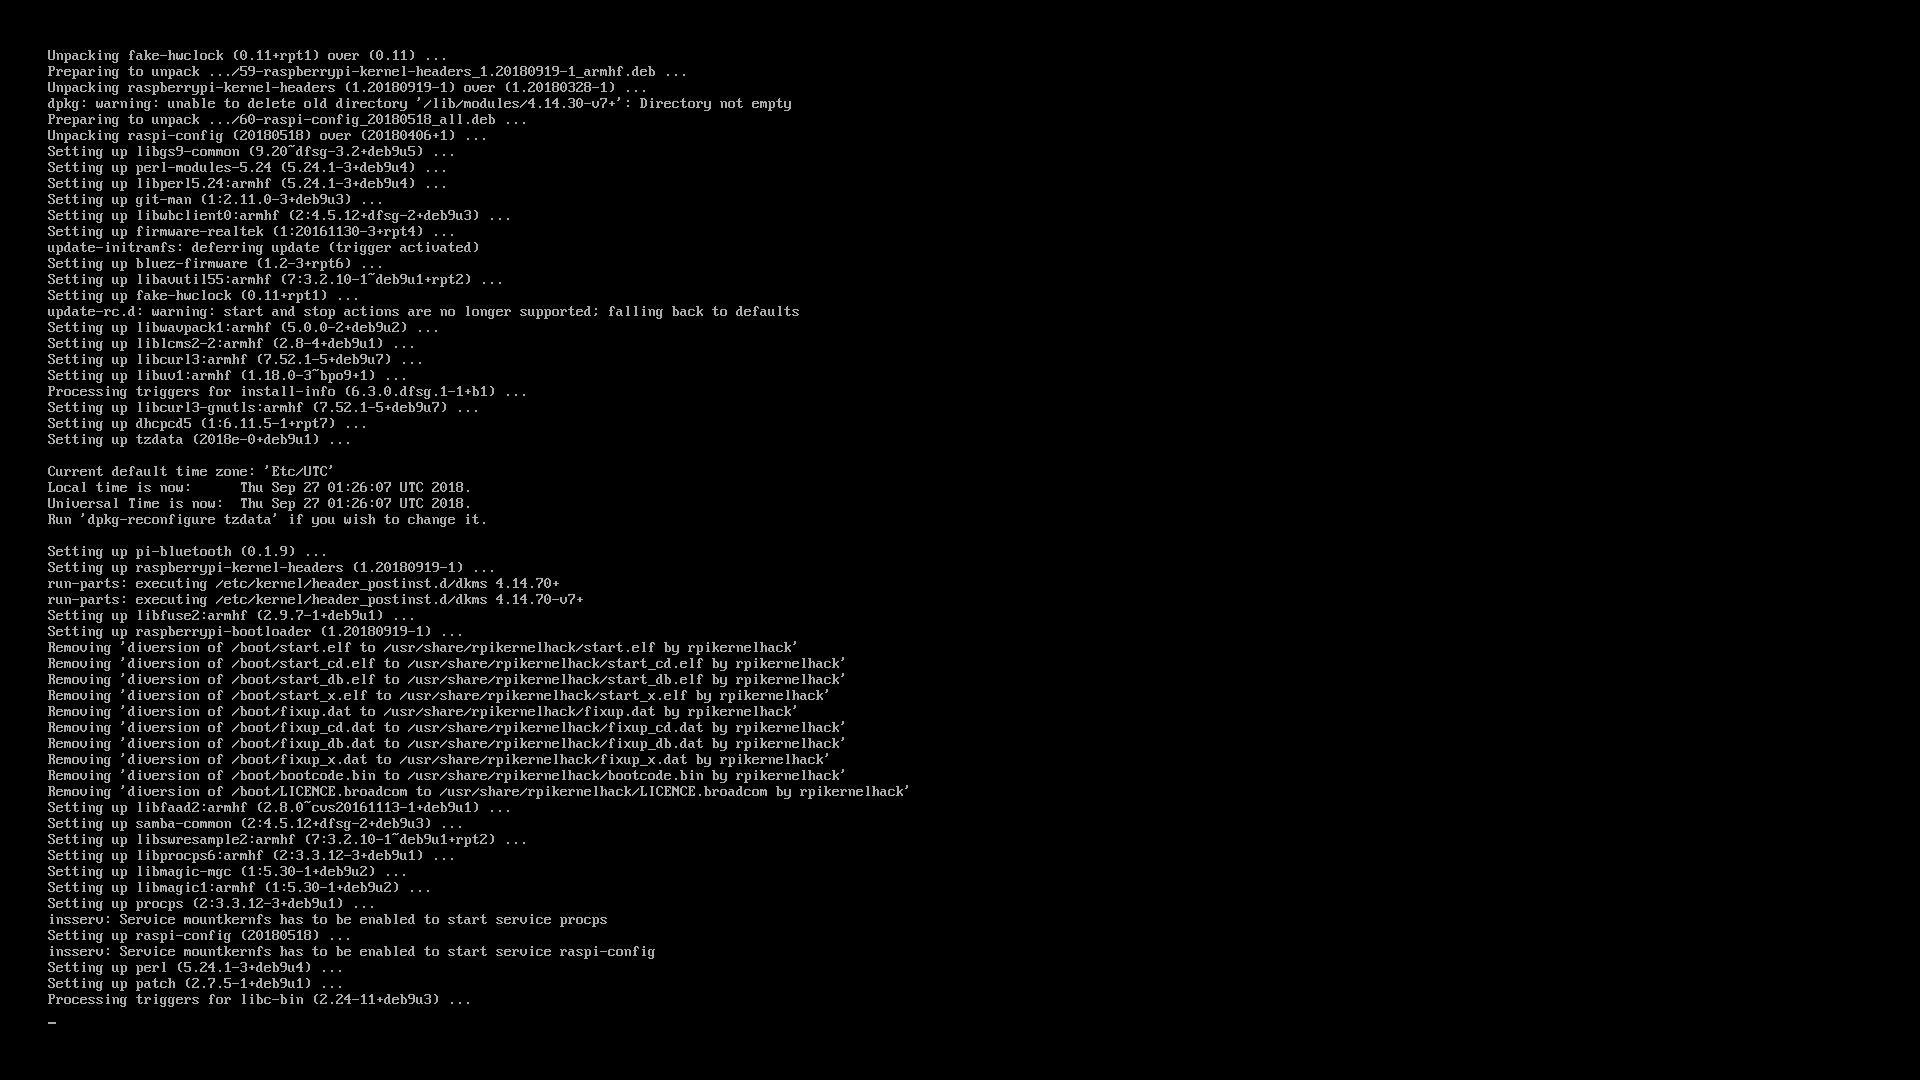 Unpacking fake-hwclock (0.11+rpt1) over (0.11) ...
Preparing to unpack .../59-raspberrypi-kernel-headers_1.20180919-1_armhf.deb ...
Unpacking raspberrypi-kernel-headers (1.20180919-1) over (1.20180328-1) ...
dpkg: warning: unable to delete old directory '/lib/modules/4.14.30-v7+': Directory not empty
Preparing to unpack .../60-raspi-config_20180518_all.deb ...
Unpacking raspi-config (20180518) over (20180406+1) ...
Setting up libgs9-common (9.20~dfsg-3.2+deb9u5) ...
Setting up perl-modules-5.24 (5.24.1-3+deb9u4) ...
Setting up libperl5.24:armhf (5.24.1-3+deb9u4) ...
Setting up git-man (1:2.11.0-3+deb9u3) ...
Setting up libwbclient0:armhf (2:4.5.12+dfsg-2+deb9u3) ...
Setting up firmware-realtek (1:20161130-3+rpt4) ...
update-initramfs: deferring update (trigger activated)
Setting up bluez-firmware (1.2-3+rpt6) ...
Setting up libavutil55:armhf (7:3.2.10-1~deb9u1+rpt2) ...
Setting up fake-hwclock (0.11+rpt1) ...
update-rc.d: warning: start and stop actions are no longer supported; falling back to defaults
Setting up libwavpack1:armhf (5.0.0-2+deb9u2) ...
Setting up liblcms2-2:armhf (2.8-4+deb9u1) ...
Setting up libcurl3:armhf (7.52.1-5+deb9u7) ...
Setting up libuv1:armhf (1.18.0-3~bpo9+1) ...
Processing triggers for install-info (6.3.0.dfsg.1-1+b1) ...
Setting up libcurl3-gnutls:armhf (7.52.1-5+deb9u7) ...
Setting up dhcpcd5 (1:6.11.5-1+rpt7) ...
Setting up tzdata (2018e-0+deb9u1) ...
Current default time zone: 'Etc/UTC'
Local time is now:      Thu Sep 27 01:26:07 UTC 2018.
Universal Time is now:  Thu Sep 27 01:26:07 UTC 2018.
Run 'dpkg-reconfigure tzdata' if you wish to change it.
Setting up pi-bluetooth (0.1.9) ...
Setting up raspberrypi-kernel-headers (1.20180919-1) ...
run-parts: executing /etc/kernel/header_postinst.d/dkms 4.14.70+
run-parts: executing /etc/kernel/header_postinst.d/dkms 4.14.70-v7+
Setting up libfuse2:armhf (2.9.7-1+deb9u1) ...
Setting up raspberrypi-bootloader (1.20180919-1) ...
Removing 'diversion of /boot/start.elf to /usr/share/rpikernelhack/start.elf by rpikernelhack'
Removing 'diversion of /boot/start_cd.elf to /usr/share/rpikernelhack/start_cd.elf by rpikernelhack'
Removing 'diversion of /boot/start_db.elf to /usr/share/rpikernelhack/start_db.elf by rpikernelhack'
Removing 'diversion of /boot/start_x.elf to /usr/share/rpikernelhack/start_x.elf by rpikernelhack'
Removing 'diversion of /boot/fixup.dat to /usr/share/rpikernelhack/fixup.dat by rpikernelhack'
Removing 'diversion of /boot/fixup_cd.dat to /usr/share/rpikernelhack/fixup_cd.dat by rpikernelhack'
Removing 'diversion of /boot/fixup_db.dat to /usr/share/rpikernelhack/fixup_db.dat by rpikernelhack'
Removing 'diversion of /boot/fixup_x.dat to /usr/share/rpikernelhack/fixup_x.dat by rpikernelhack'
Removing 'diversion of /boot/bootcode.bin to /usr/share/rpikernelhack/bootcode.bin by rpikernelhack'
Removing 'diversion of /boot/LICENCE.broadcom to /usr/share/rpikernelhack/LICENCE.broadcom by rpikernelhack'
Setting up libfaad2:armhf (2.8.0~cvs20161113-1+deb9u1) ...
Setting up samba-common (2:4.5.12+dfsg-2+deb9u3) ...
Setting up libswresample2:armhf (7:3.2.10-1~deb9u1+rpt2) ...
Setting up libprocps6:armhf (2:3.3.12-3+deb9u1) ...
Setting up libmagic-mgc (1:5.30-1+deb9u2) ...
Setting up libmagic1:armhf (1:5.30-1+deb9u2) ...
Setting up procps (2:3.3.12-3+deb9u1) ...
insserv: Service mountkernfs has to be enabled to start service procps
Setting up raspi-config (20180518) ...
insserv: Service mountkernfs has to be enabled to start service raspi-config
Setting up perl (5.24.1-3+deb9u4) ...
Setting up patch (2.7.5-1+deb9u1) ...
Processing triggers for libc-bin (2.24-11+deb9u3) ...